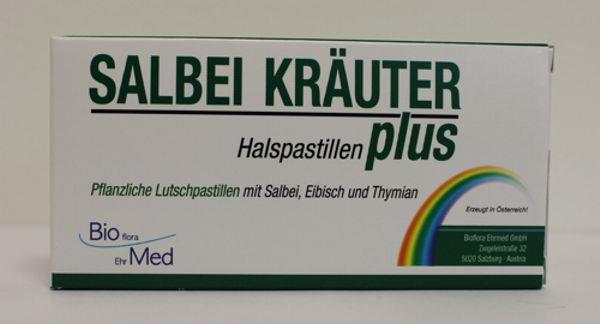 SALBEI KRÄUTER
Halspastillen plus
Pflanzliche Lutschpastillen mit Salbei, Eibisch und Thymian
Bio flora
Ehr Med
Erzeugt in Österreich!
Bioflora Ehrmed GmbH
Ziegeleistraße 32
5020 Salzburg - Austria